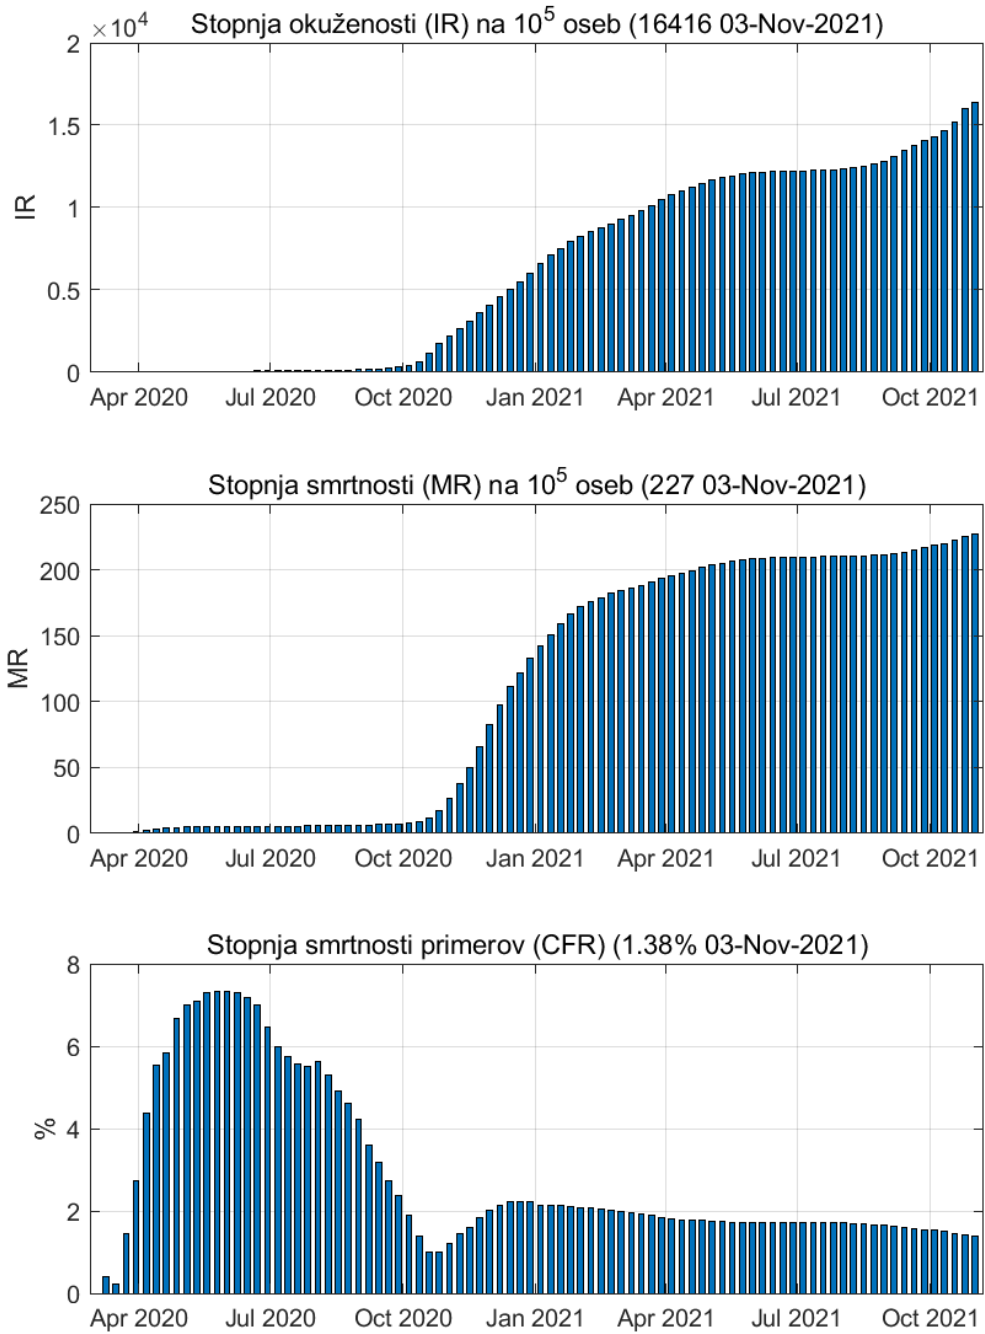 Stopnja okuženosti (IR) na 10^5 oseb (16416 03-Nov-2021)
×10^4
2
1.5
1
0.5
0
IR
Apr 2020 Jul 2020 Oct 2020 Jan 2021 Apr 2021 Jul 2021 Oct 2021
Stopnja smrtnosti (MR) na 10^5 oseb (227 03-Nov-2021)
250
200
150
100
50
0
MR
Apr 2020 Jul 2020 Oct 2020 Jan 2021 Apr 2021 Jul 2021 Oct 2021
Stopnja smrtnosti primerov (CFR) (1.38% 03-Nov-2021)
8
6
4
2
0
%
Apr 2020 Jul 2020 Oct 2020 Jan 2021 Apr 2021 Jul 2021 Oct 2021